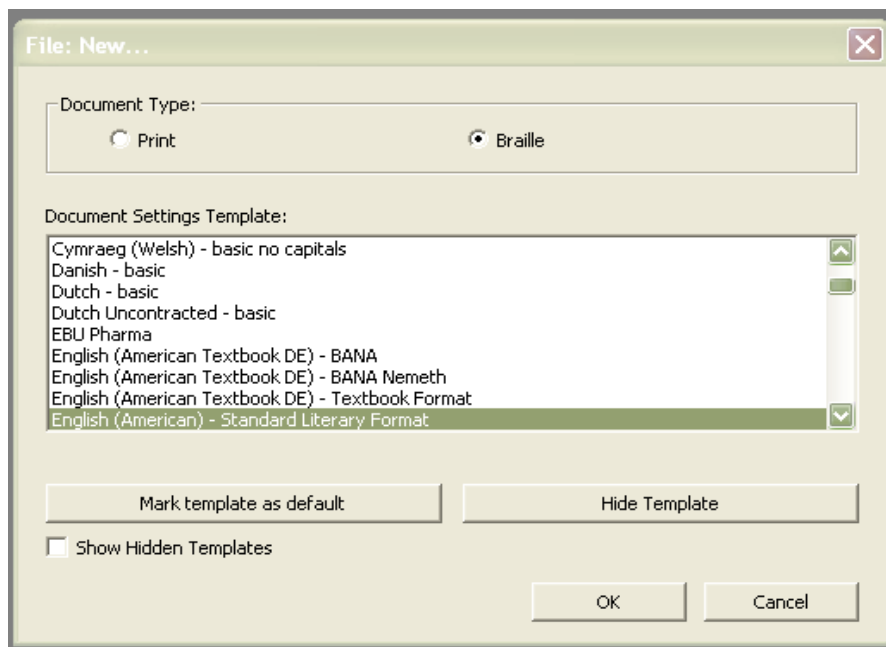 File: New...
Document Type:
Print Braille
Document Settings Template:
Cymraeg (Welsh) - basic no capitals
Danish - basic
Dutch - basic
Dutch Uncontracted - basic
EBU Pharma
English (American Textbook DE) - BANA
English (American Textbook DE) - BANA Nemeth
English (American Textbook DE) - Textbook Format
English (American) - Standard Literary Format
Mark template as default Hide Template
Show Hidden Templates
OK Cancel